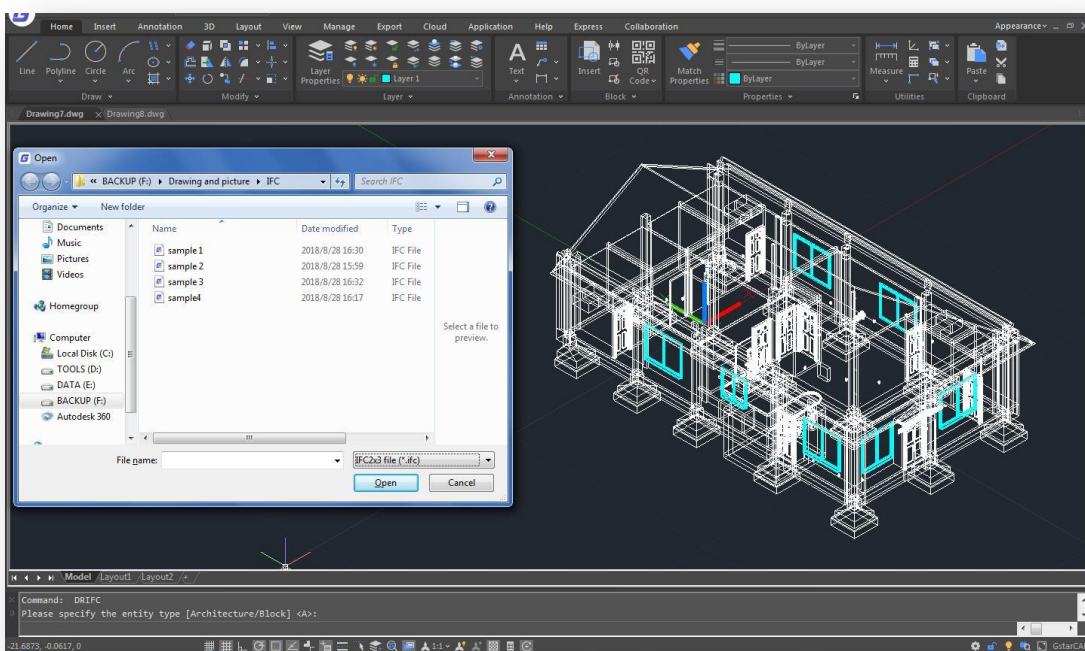 Home Insert Annotation 3D Layout View Manage Export Cloud Application Help Express Collaboration Appearance
Line Polyline Circle Arc
Layer Properties Layer 1
Text
Insert QR Code
Match Properties
ByLayer
ByLayer
ByLayer
Measure
Paste
Draw Modify Layer Annotation Block Properties Utilities Clipboard
Drawing7.dwg Drawing8.dwg
Open
« BACKUP (F:) Drawing and picture IFC Search IFC
Organize New folder
Documents
Music
Pictures
Videos
Homegroup
Computer
Local Disk (C:)
TOOLS (D:)
DATA (E:)
BACKUP (F:)
Autodesk 360
Name Date modified Type
sample 1 2018/8/28 16:30 IFC File
sample 2 2018/8/28 15:59 IFC File
sample 3 2018/8/28 16:32 IFC File
sample4 2018/8/28 16:17 IFC File
Select a file to
preview.
File name: IFC2x3 file (*.ifc)
Open Cancel
Model Layout1 Layout2 +
Command: DRIFC
Please specify the entity type [Architecture/Block] <A>:
-21.6873, -0.0617, 0 1:1